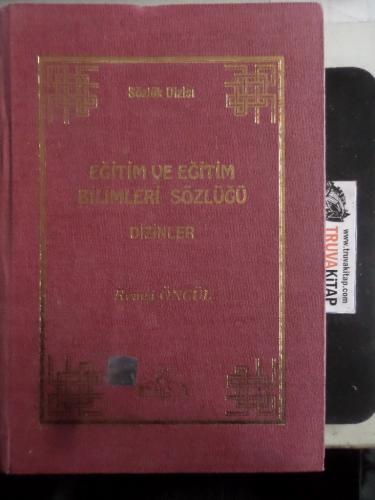 Sözlük Dizisi
EĞİTİM VE EĞİTİM
BİLİMLERİ SÖZLÜĞÜ
DİZİNLER
Remzi ÖNCÜL
www.truvakitap.com
TRUVAKİTAP